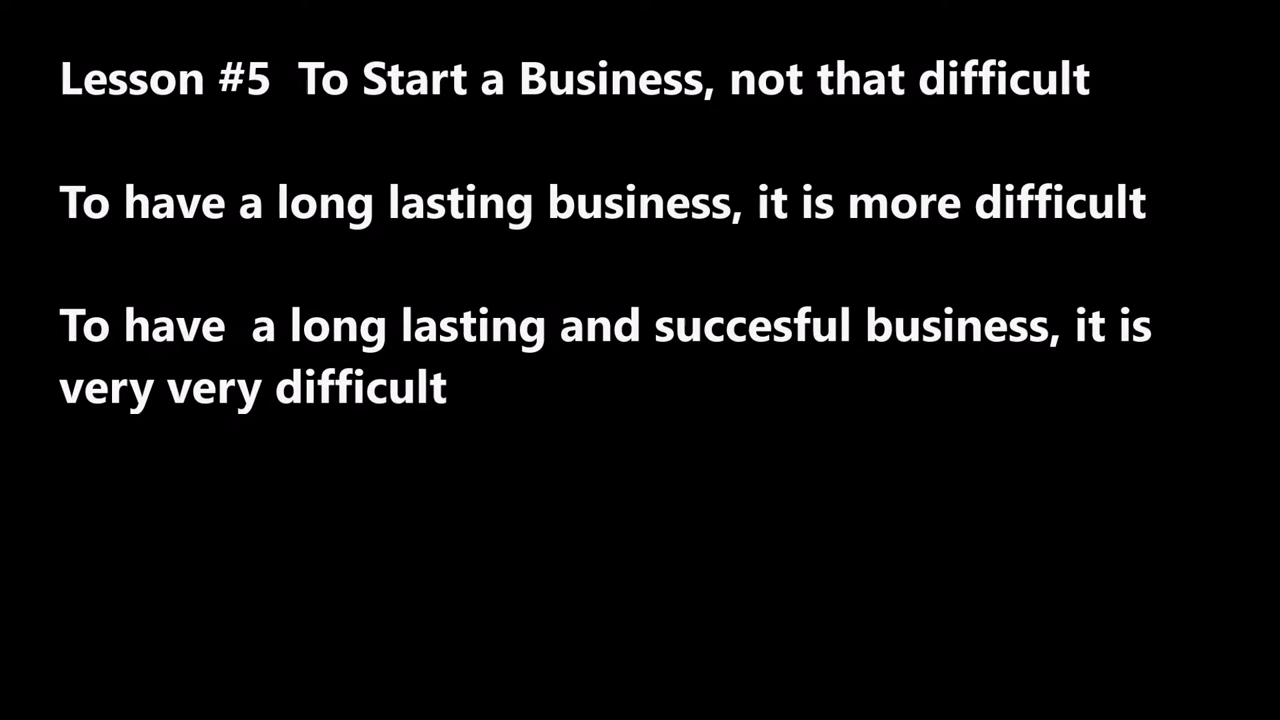 Lesson #5  To Start a Business, not that difficult
To have a long lasting business, it is more difficult
To have  a long lasting and succesful business, it is
very very difficult